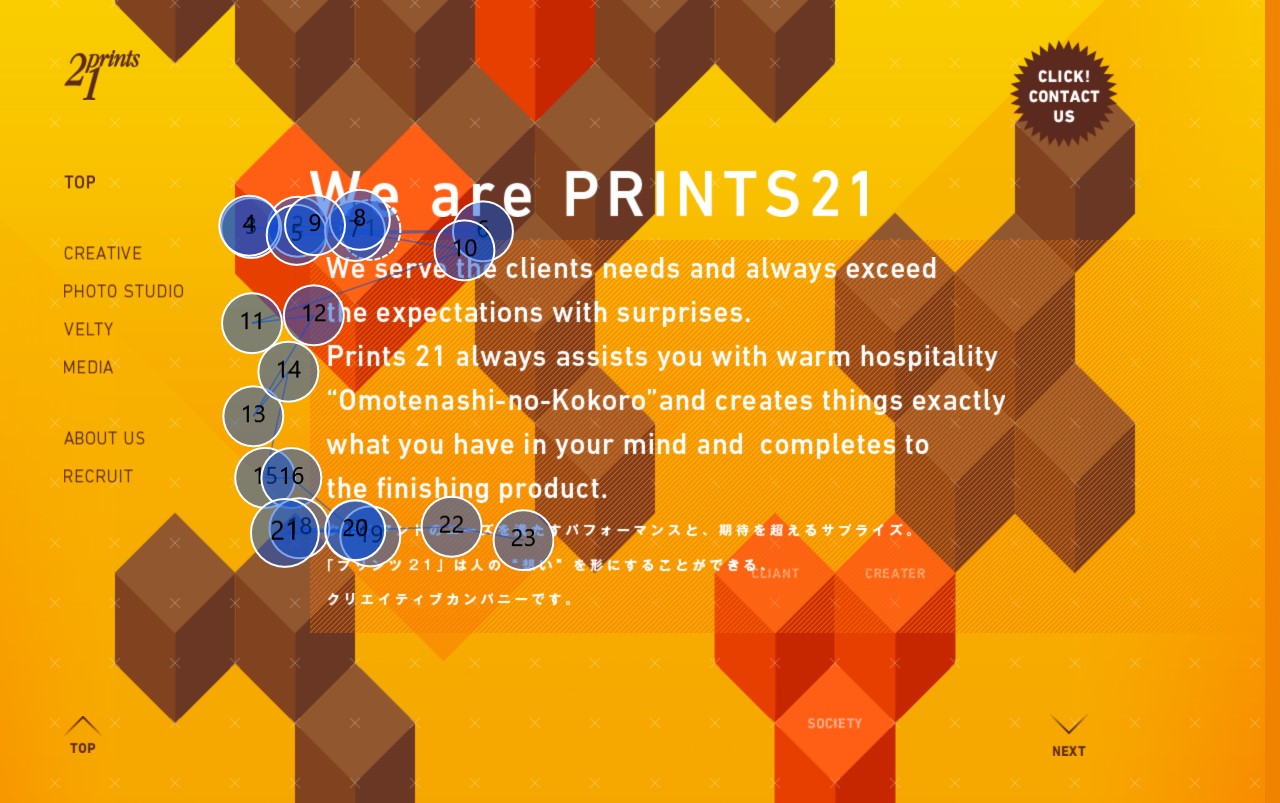 21 prints
CLICK!
CONTACT
US
TOP
We are PRINTS21
CREATIVE
PHOTO STUDIO
VELTY
MEDIA
ABOUT US
RECRUIT
We serve the clients needs and always exceed
the expectations with surprises.
Prints 21 always assists you with warm hospitality
“Omotenashi-no-Kokoro”and creates things exactly
what you have in your mind and completes to
the finishing product.
すパフォーマンスと、期待を超えるサプライズ。
「プリンツ21」は人の“想い”を形にすることができる、
クリエイティブカンパニーです。
CLIANT
CREATER
SOCIETY
TOP
NEXT
1
4
5
6
7
8
9
10
11
12
13
14
15
16
18
19
20
21
22
23